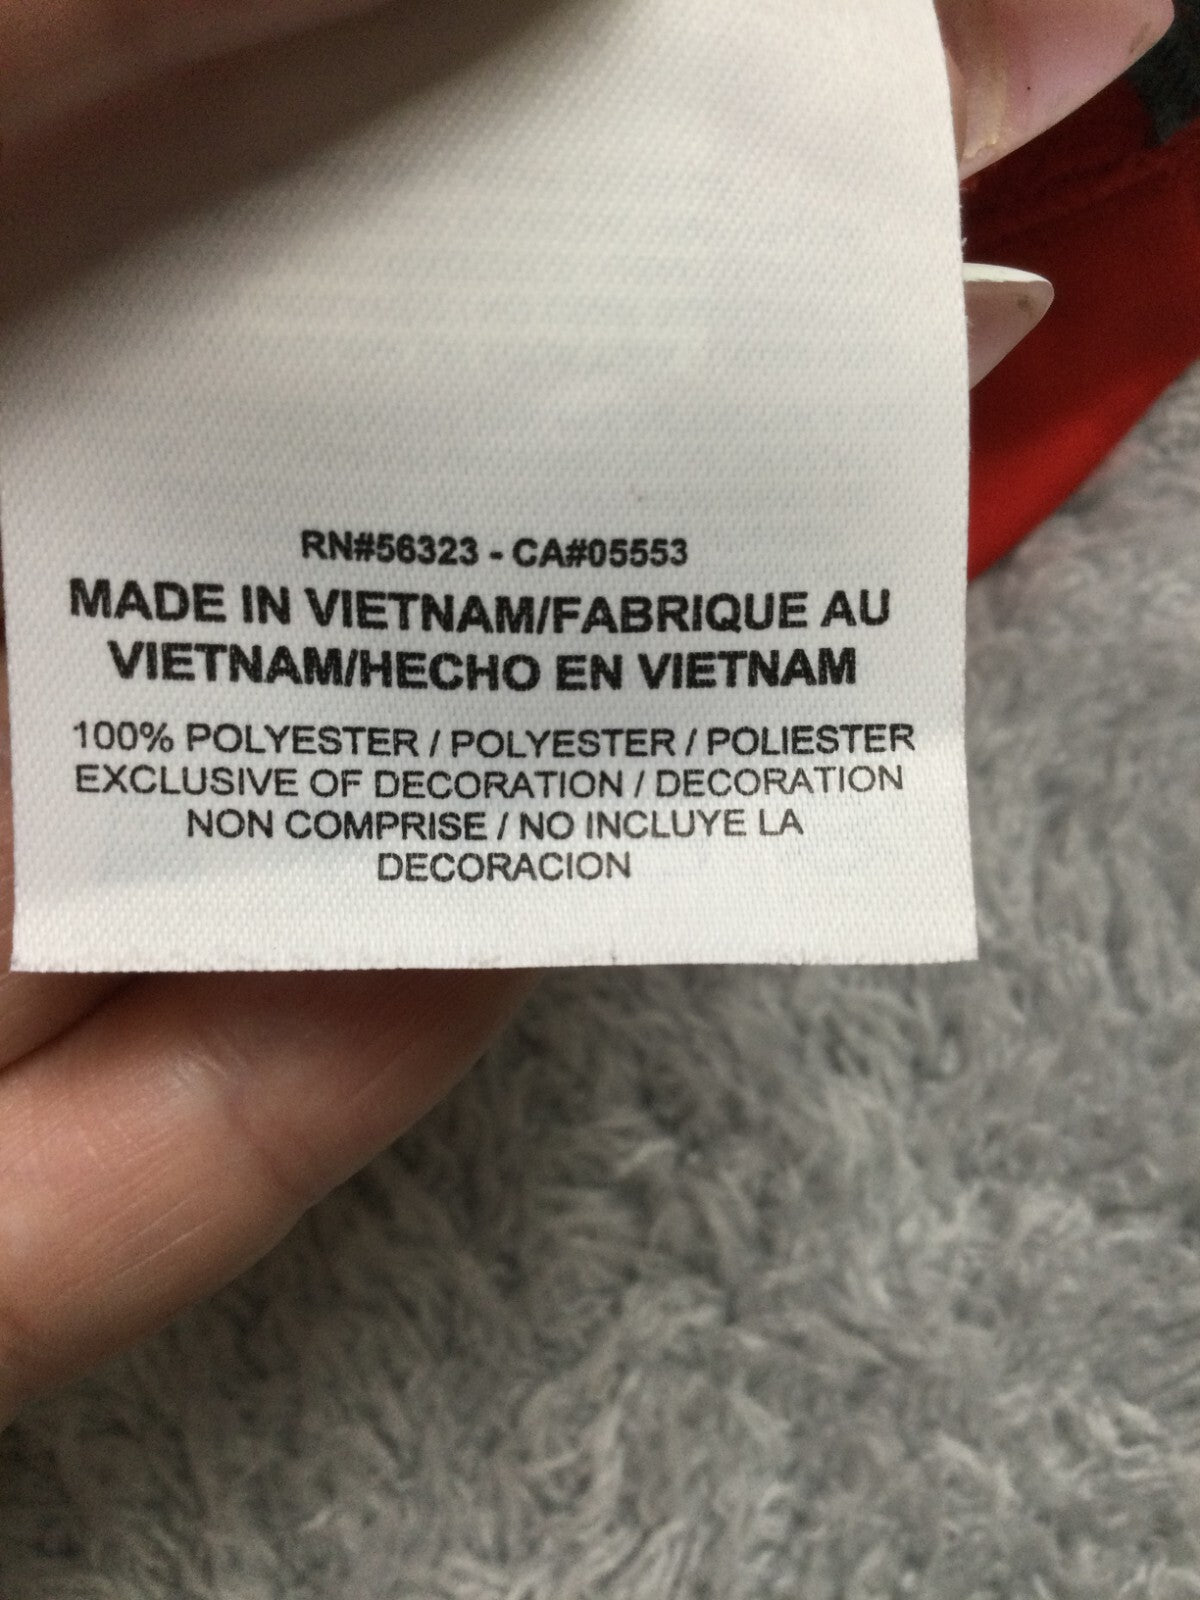 RN#56323 - CA#05553
MADE IN VIETNAM/FABRIQUE AU
VIETNAM/HECHO EN VIETNAM
100% POLYESTER / POLYESTER / POLIESTER
EXCLUSIVE OF DECORATION / DECORATION
NON COMPRISE / NO INCLUYE LA
DECORACION